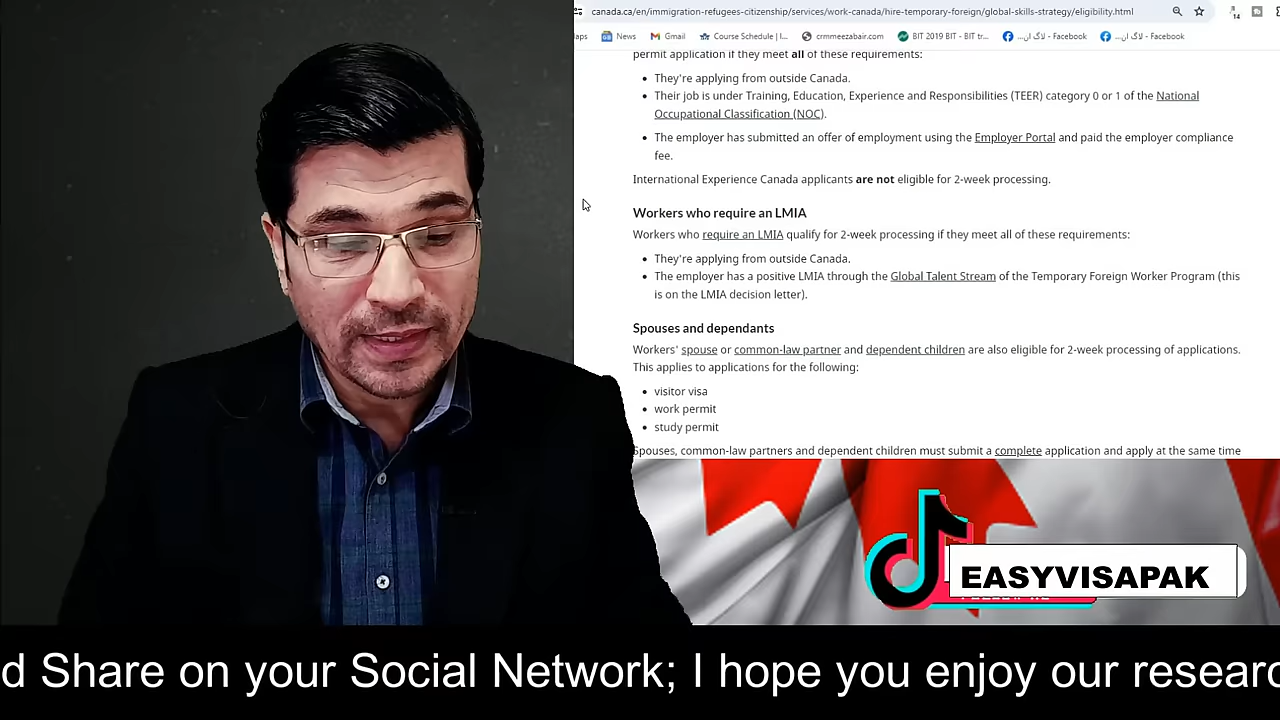 canada.ca/en/immigration-refugees-citizenship/services/work-canada/hire-temporary-foreign/global-skills-strategy/eligibility.html
14
aps
News
Gmail
Course Schedule | I...
crmmeezabair.com
BIT 2019 BIT - BIT tr...
لاگ ان... - Facebook
لاگ ان... - Facebook
permit application if they meet all of these requirements:
They're applying from outside Canada.
Their job is under Training, Education, Experience and Responsibilities (TEER) category 0 or 1 of the National
Occupational Classification (NOC).
The employer has submitted an offer of employment using the Employer Portal and paid the employer compliance
fee.
International Experience Canada applicants are not eligible for 2-week processing.
Workers who require an LMIA
Workers who require an LMIA qualify for 2-week processing if they meet all of these requirements:
They're applying from outside Canada.
The employer has a positive LMIA through the Global Talent Stream of the Temporary Foreign Worker Program (this
is on the LMIA decision letter).
Spouses and dependants
Workers' spouse or common-law partner and dependent children are also eligible for 2-week processing of applications.
This applies to applications for the following:
visitor visa
work permit
study permit
Spouses, common-law partners and dependent children must submit a complete application and apply at the same time
EASYVISAPAK
d Share on your Social Network; I hope you enjoy our researc